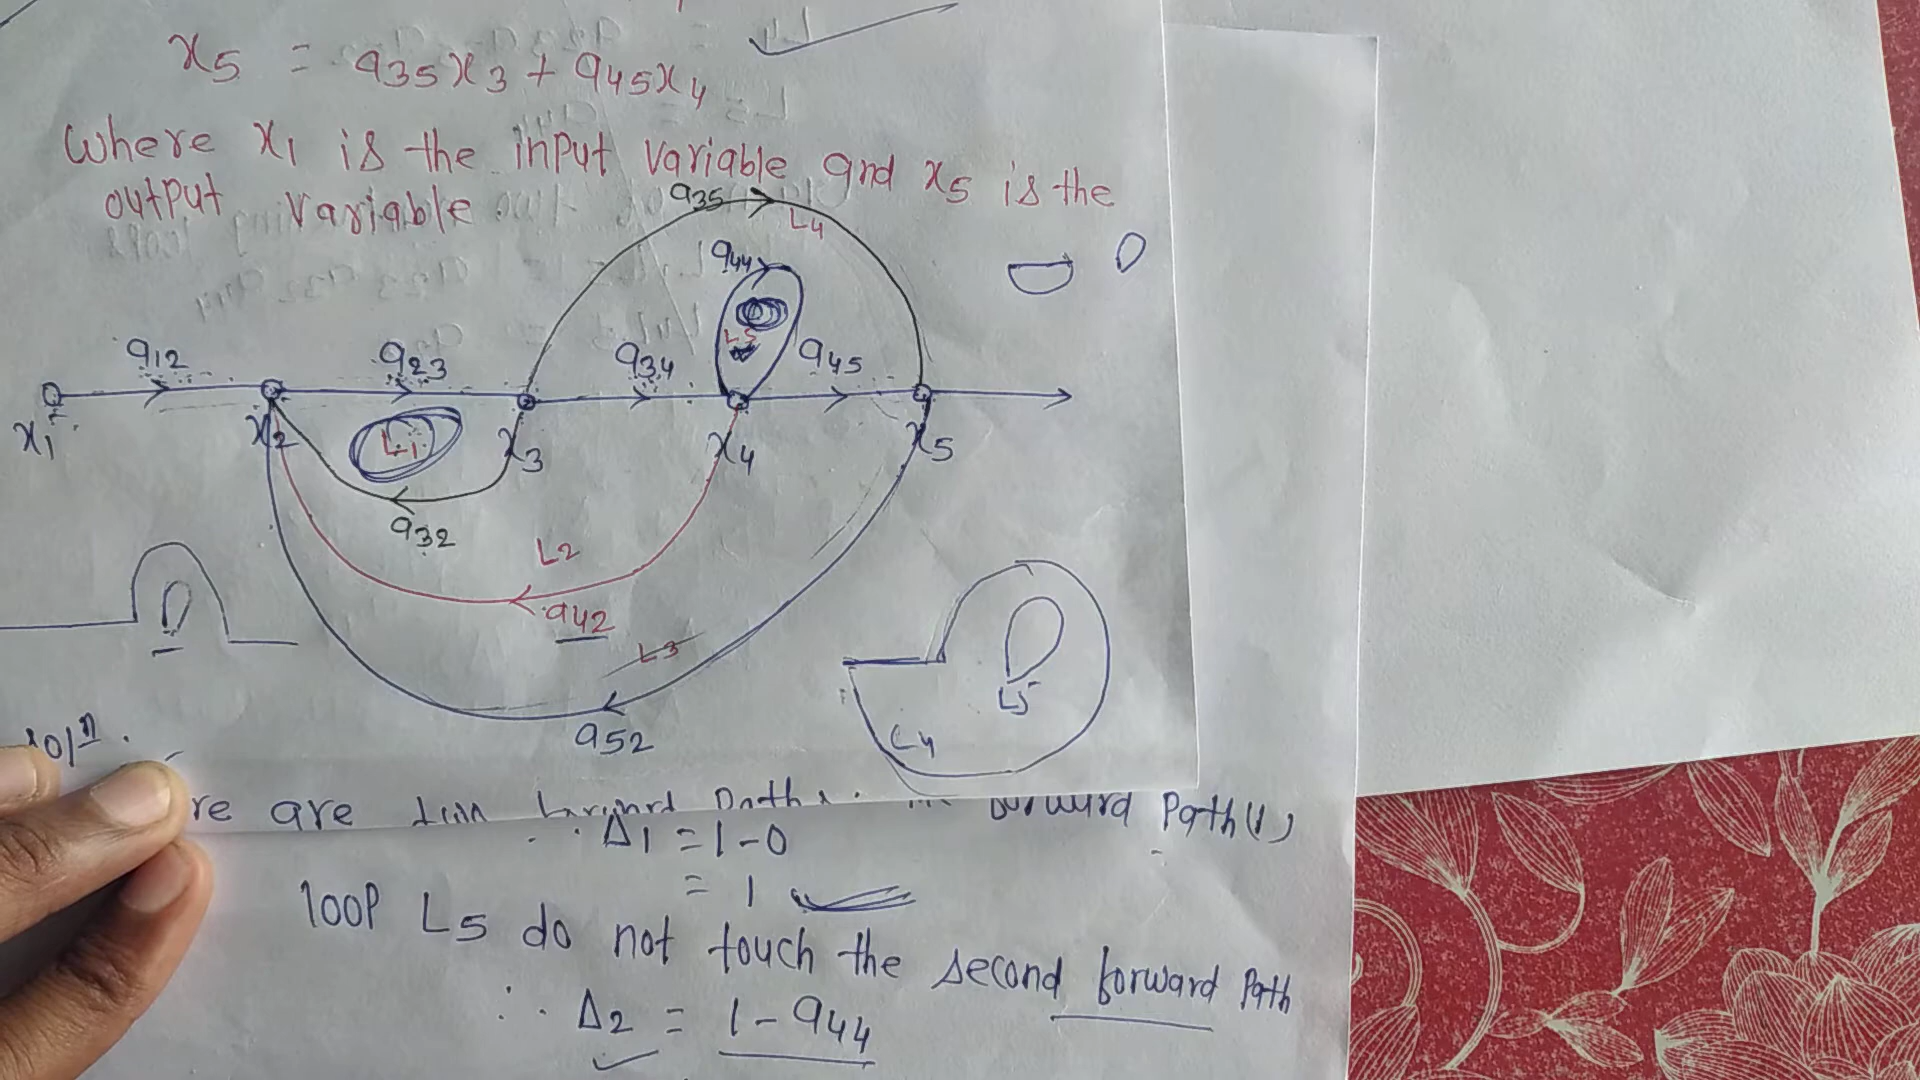 x5 = a35x3 + a45x4
where x1 is the input variable and x5 is the
output variable
a35
L4
a44
L5
a12 a23 a34 a45
x1 x2 L1 x3 x4 x5
a32
L2
a42
L3
a52
L5
L4
soln.
re are forward Path(1)
∴ Δ1 = 1-0
= 1
loop L5 do not touch the second forward Path
∴ Δ2 = 1-a44